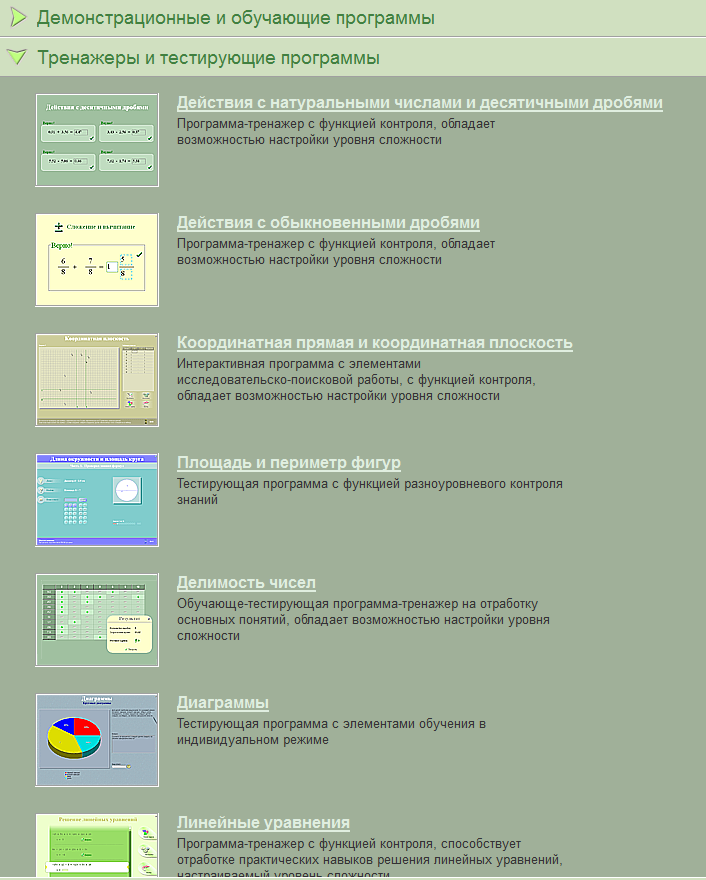 Демонстрационные и обучающие программы
Тренажеры и тестирующие программы
Действия с десятичными дробями
Действия с натуральными числами и десятичными дробями
Программа-тренажер с функцией контроля, обладает
возможностью настройки уровня сложности
Сложение и вычитание
Верно!
6/8 + 7/8 = 1 5/8
Действия с обыкновенными дробями
Программа-тренажер с функцией контроля, обладает
возможностью настройки уровня сложности
Координатная плоскость
Координатная прямая и координатная плоскость
Интерактивная программа с элементами
исследовательско-поисковой работы, с функцией контроля,
обладает возможностью настройки уровня сложности
Длина окружности и площадь круга
Площадь и периметр фигур
Тестирующая программа с функцией разноуровневого контроля
знаний
Результат
Делимость чисел
Обучающе-тестирующая программа-тренажер на отработку
основных понятий, обладает возможностью настройки уровня
сложности
Диаграммы
Диаграммы
Тестирующая программа с элементами обучения в
индивидуальном режиме
Решение линейных уравнений
Линейные уравнения
Программа-тренажер с функцией контроля, способствует
отработке практических навыков решения линейных уравнений,
настраиваемый уровень сложности